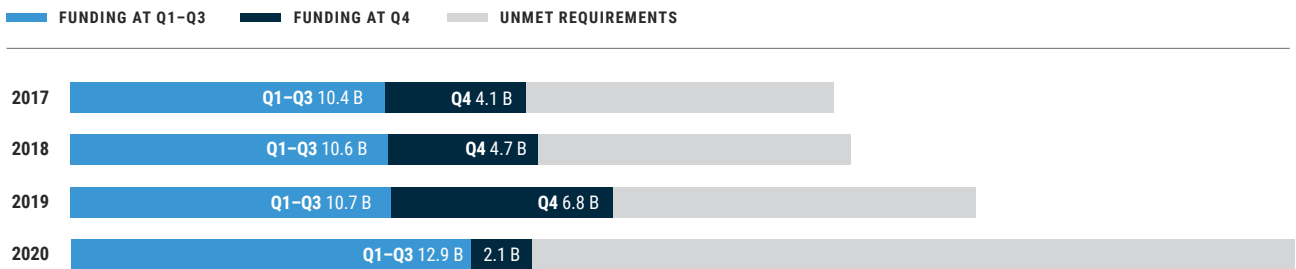 FUNDING AT Q1–Q3 FUNDING AT Q4 UNMET REQUIREMENTS
2017 Q1–Q3 10.4 B Q4 4.1 B
2018 Q1–Q3 10.6 B Q4 4.7 B
2019 Q1–Q3 10.7 B Q4 6.8 B
2020 Q1–Q3 12.9 B 2.1 B